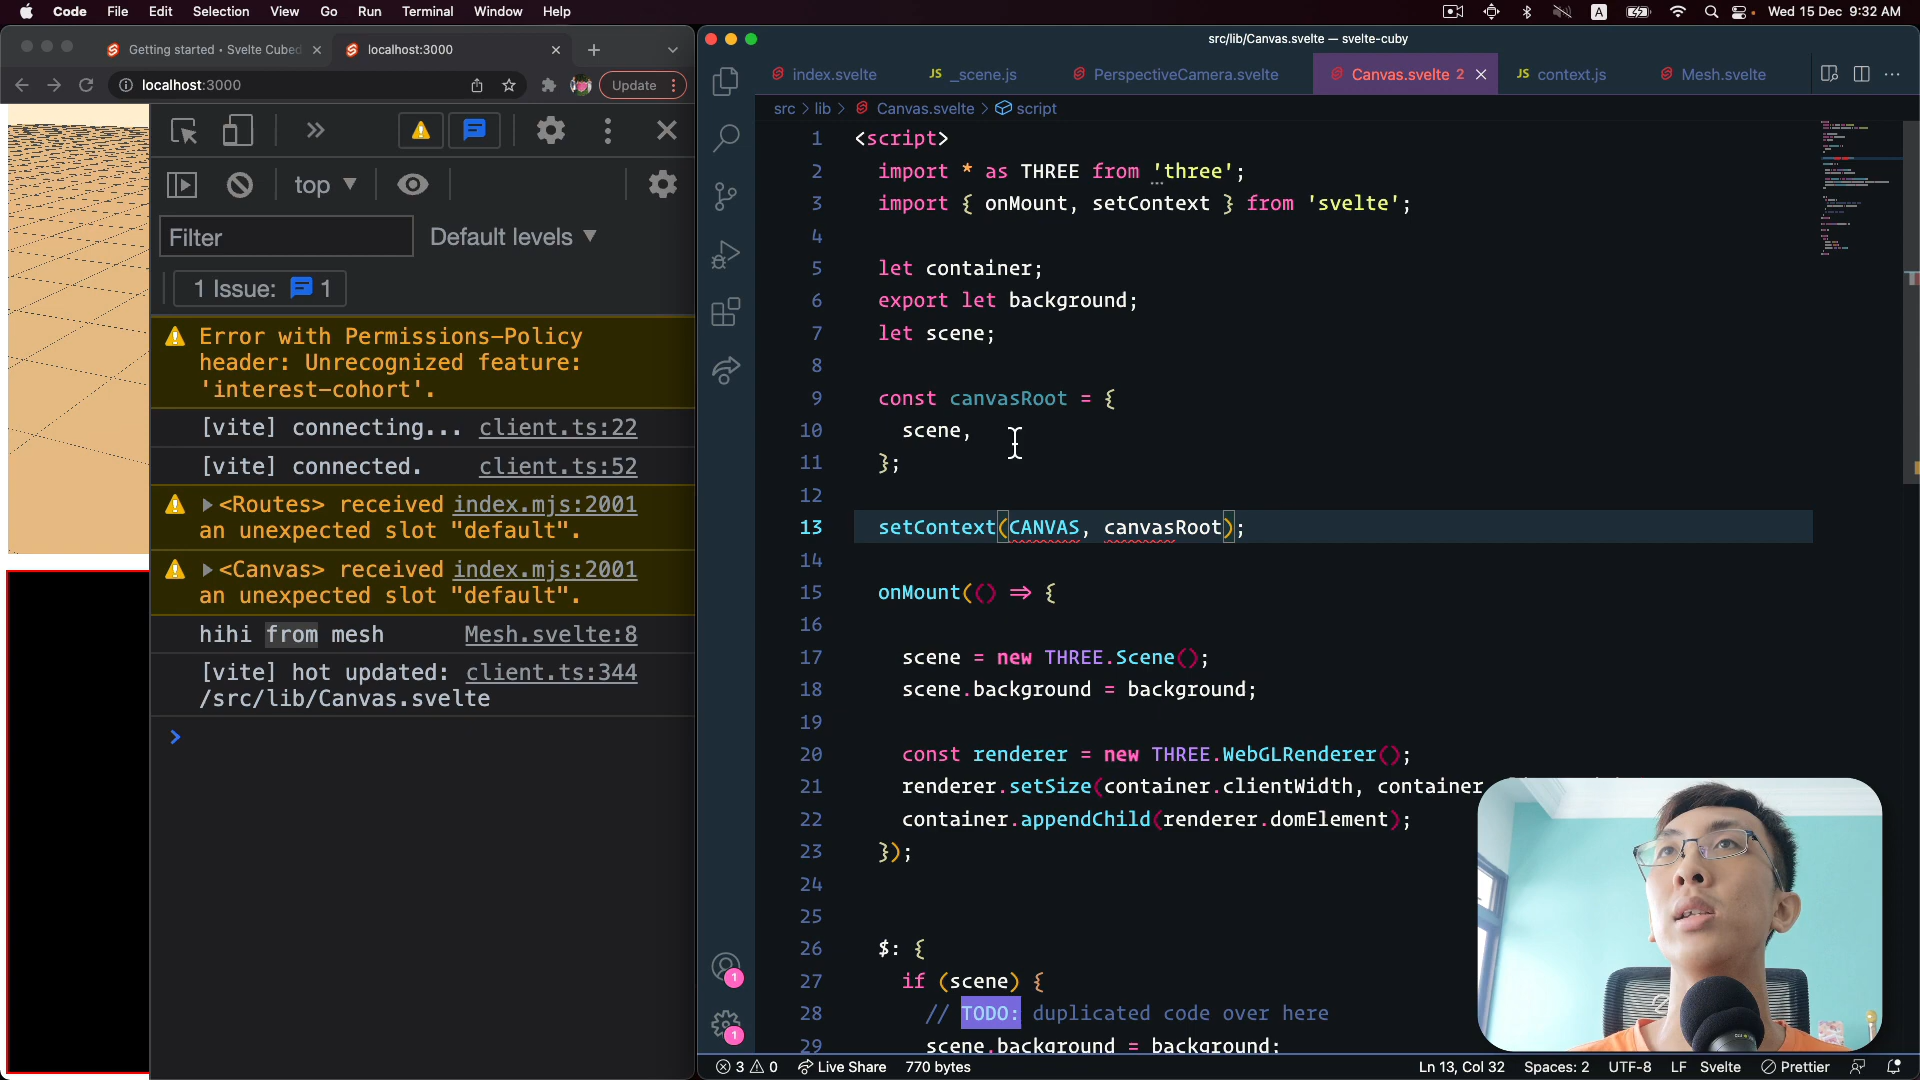 Code File Edit Selection View Go Run Terminal Window Help
A Wed 15 Dec 9:32 AM
Getting started • Svelte Cubed
localhost:3000
localhost:3000
Update
top
Filter
Default levels
1 Issue: 1
Error with Permissions-Policy
header: Unrecognized feature:
'interest-cohort'.
[vite] connecting... client.ts:22
[vite] connected. client.ts:52
<Routes> received index.mjs:2001
an unexpected slot "default".
<Canvas> received index.mjs:2001
an unexpected slot "default".
hihi from mesh Mesh.svelte:8
[vite] hot updated: client.ts:344
/src/lib/Canvas.svelte
src/lib/Canvas.svelte — svelte-cuby
index.svelte JS _scene.js PerspectiveCamera.svelte Canvas.svelte 2 JS context.js Mesh.svelte
src > lib > Canvas.svelte > script
1 <script>
2 import * as THREE from 'three';
3 import { onMount, setContext } from 'svelte';
4
5 let container;
6 export let background;
7 let scene;
8
9 const canvasRoot = {
10 scene,
11 };
12
13 setContext(CANVAS, canvasRoot);
14
15 onMount(() => {
16
17 scene = new THREE.Scene();
18 scene.background = background;
19
20 const renderer = new THREE.WebGLRenderer();
21 renderer.setSize(container.clientWidth, container
22 container.appendChild(renderer.domElement);
23 });
24
25
26 $: {
27 if (scene) {
28 // TODO: duplicated code over here
29 scene.background = background;
1
1
3 0 Live Share 770 bytes Ln 13, Col 32 Spaces: 2 UTF-8 LF Svelte Prettier